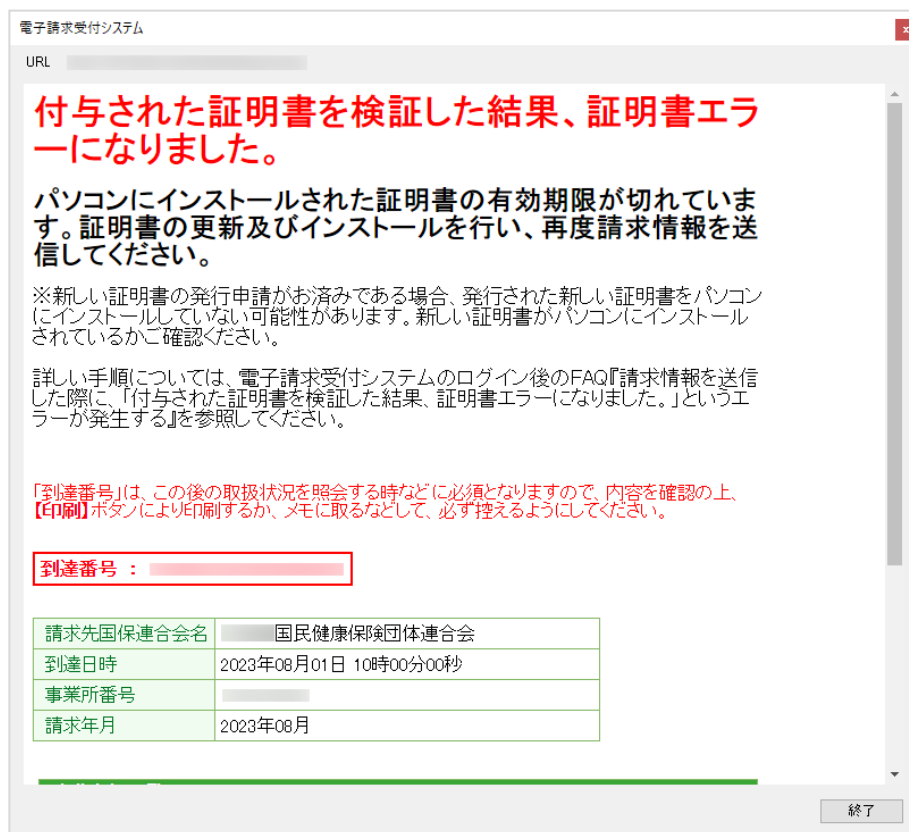 電子請求受付システム
URL
付与された証明書を検証した結果、証明書エラ
ーになりました。
パソコンにインストールされた証明書の有効期限が切れていま
す。証明書の更新及びインストールを行い、再度請求情報を送
信してください。
※新しい証明書の発行申請がお済みである場合、発行された新しい証明書をパソコン
にインストールしていない可能性があります。新しい証明書がパソコンにインストール
されているかご確認ください。
詳しい手順については、電子請求受付システムのログイン後のFAQ『請求情報を送信
した際に、「付与された証明書を検証した結果、証明書エラーになりました。」というエ
ラーが発生する』を参照してください。
「到達番号」は、この後の取扱状況を照会する時などに必須となりますので、内容を確認の上、
【印刷】ボタンにより印刷するか、メモに取るなどして、必ず控えるようにしてください。
到達番号 :
請求先国保連合会名 国民健康保険団体連合会
到達日時 2023年08月01日 10時00分00秒
事業所番号
請求年月 2023年08月
終了